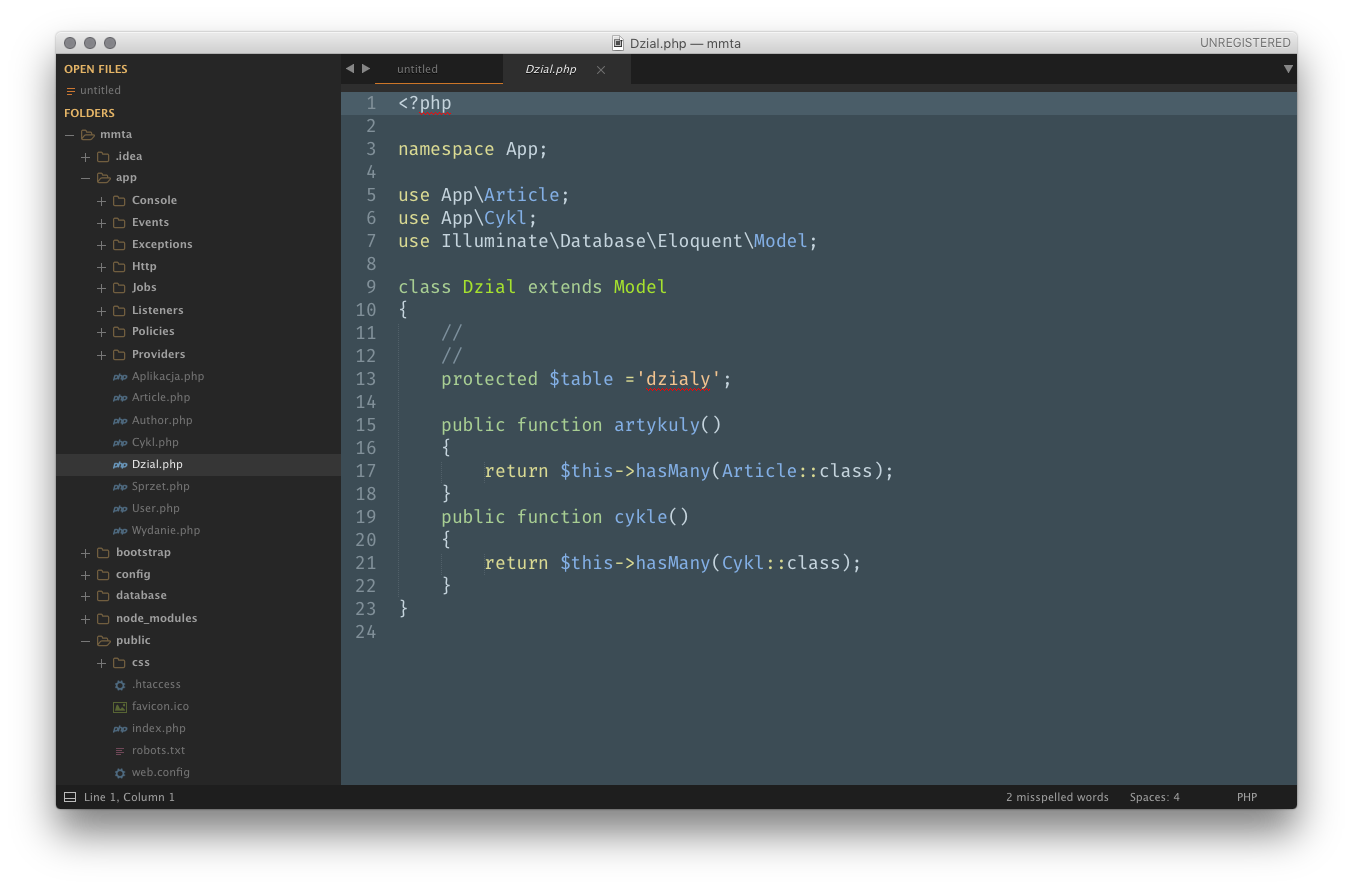 Dzial.php — mmta
UNREGISTERED
OPEN FILES
untitled
FOLDERS
mmta
.idea
app
Console
Events
Exceptions
Http
Jobs
Listeners
Policies
Providers
php Aplikacja.php
php Article.php
php Author.php
php Cykl.php
php Dzial.php
php Sprzet.php
php User.php
php Wydanie.php
bootstrap
config
database
node_modules
public
css
.htaccess
favicon.ico
php index.php
robots.txt
web.config
untitled
Dzial.php
1 <?php
2
3 namespace App;
4
5 use App\Article;
6 use App\Cykl;
7 use Illuminate\Database\Eloquent\Model;
8
9 class Dzial extends Model
10 {
11     //
12     //
13     protected $table ='dzialy';
14
15     public function artykuly()
16     {
17         return $this->hasMany(Article::class);
18     }
19     public function cykle()
20     {
21         return $this->hasMany(Cykl::class);
22     }
23 }
24
Line 1, Column 1
2 misspelled words
Spaces: 4
PHP